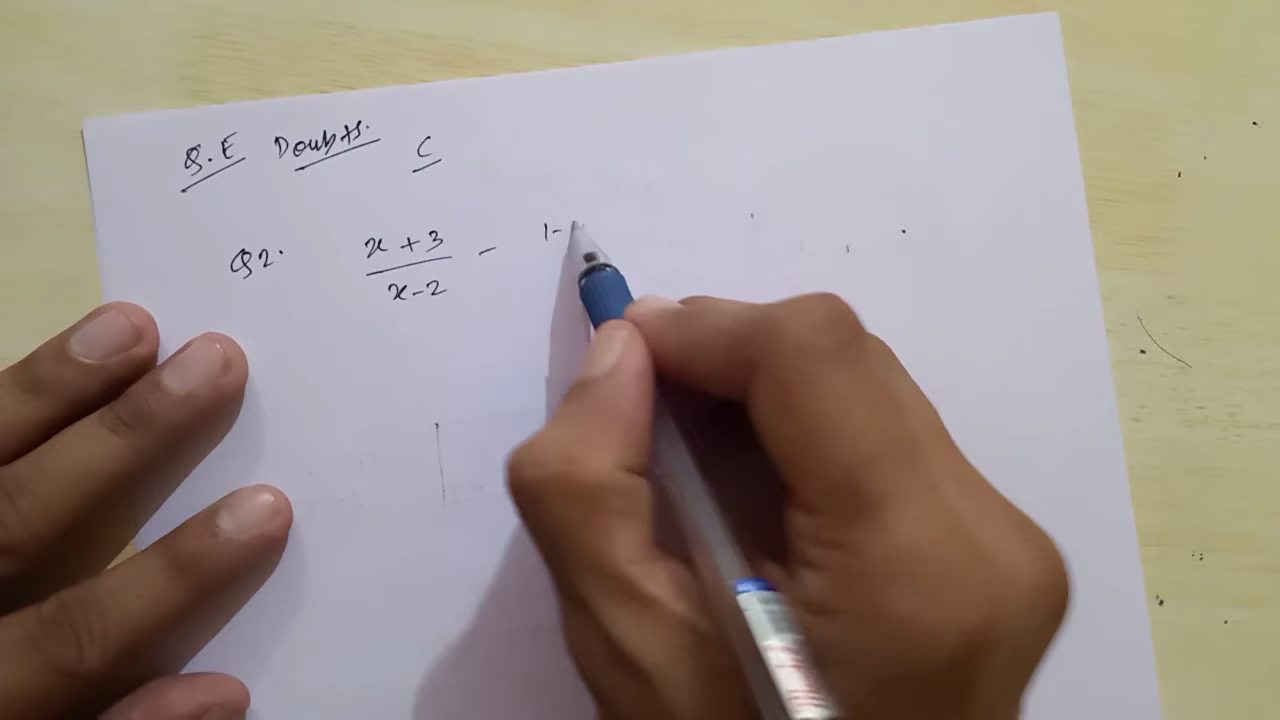 Q.E Doubts. C
Q2. x+3/x-2 - 1-